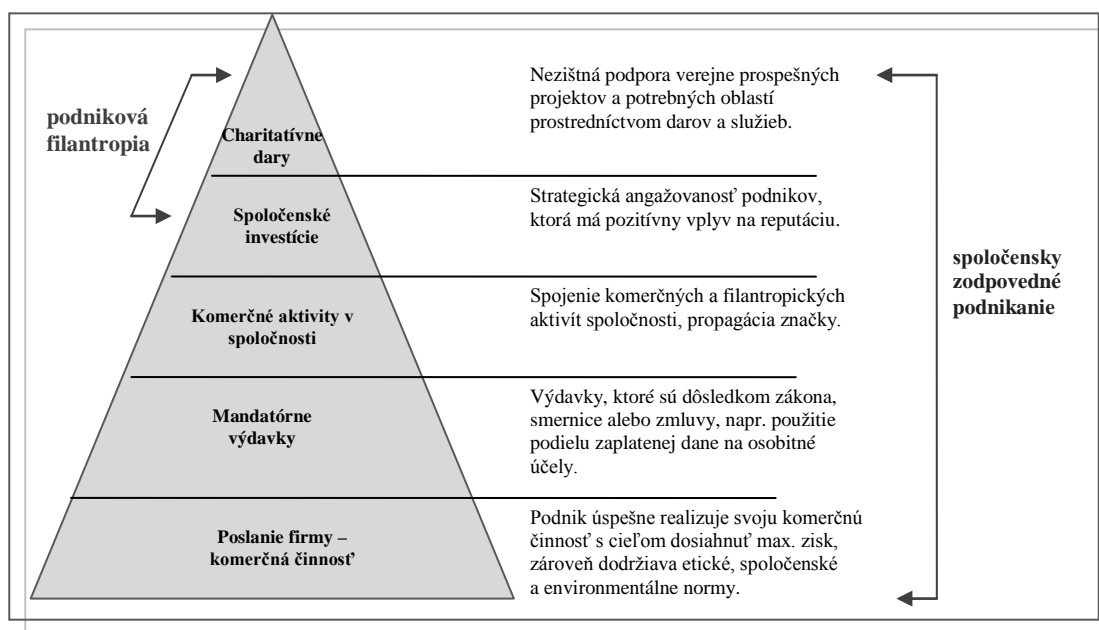 podniková
filantropia
Charitatívne
dary
Nezištná podpora verejne prospešných
projektov a potrebných oblastí
prostredníctvom darov a služieb.
Spoločenské
investície
Strategická angažovanosť podnikov,
ktorá má pozitívny vplyv na reputáciu.
Komerčné aktivity v
spoločnosti
Spojenie komerčných a filantropických
aktivít spoločnosti, propagácia značky.
Mandatórne
výdavky
Výdavky, ktoré sú dôsledkom zákona,
smernice alebo zmluvy, napr. použitie
podielu zaplatenej dane na osobitné
účely.
Poslanie firmy –
komerčná činnosť
Podnik úspešne realizuje svoju komerčnú
činnosť s cieľom dosiahnuť max. zisk,
zároveň dodržiava etické, spoločenské
a environmentálne normy.
spoločensky
zodpovedné
podnikanie